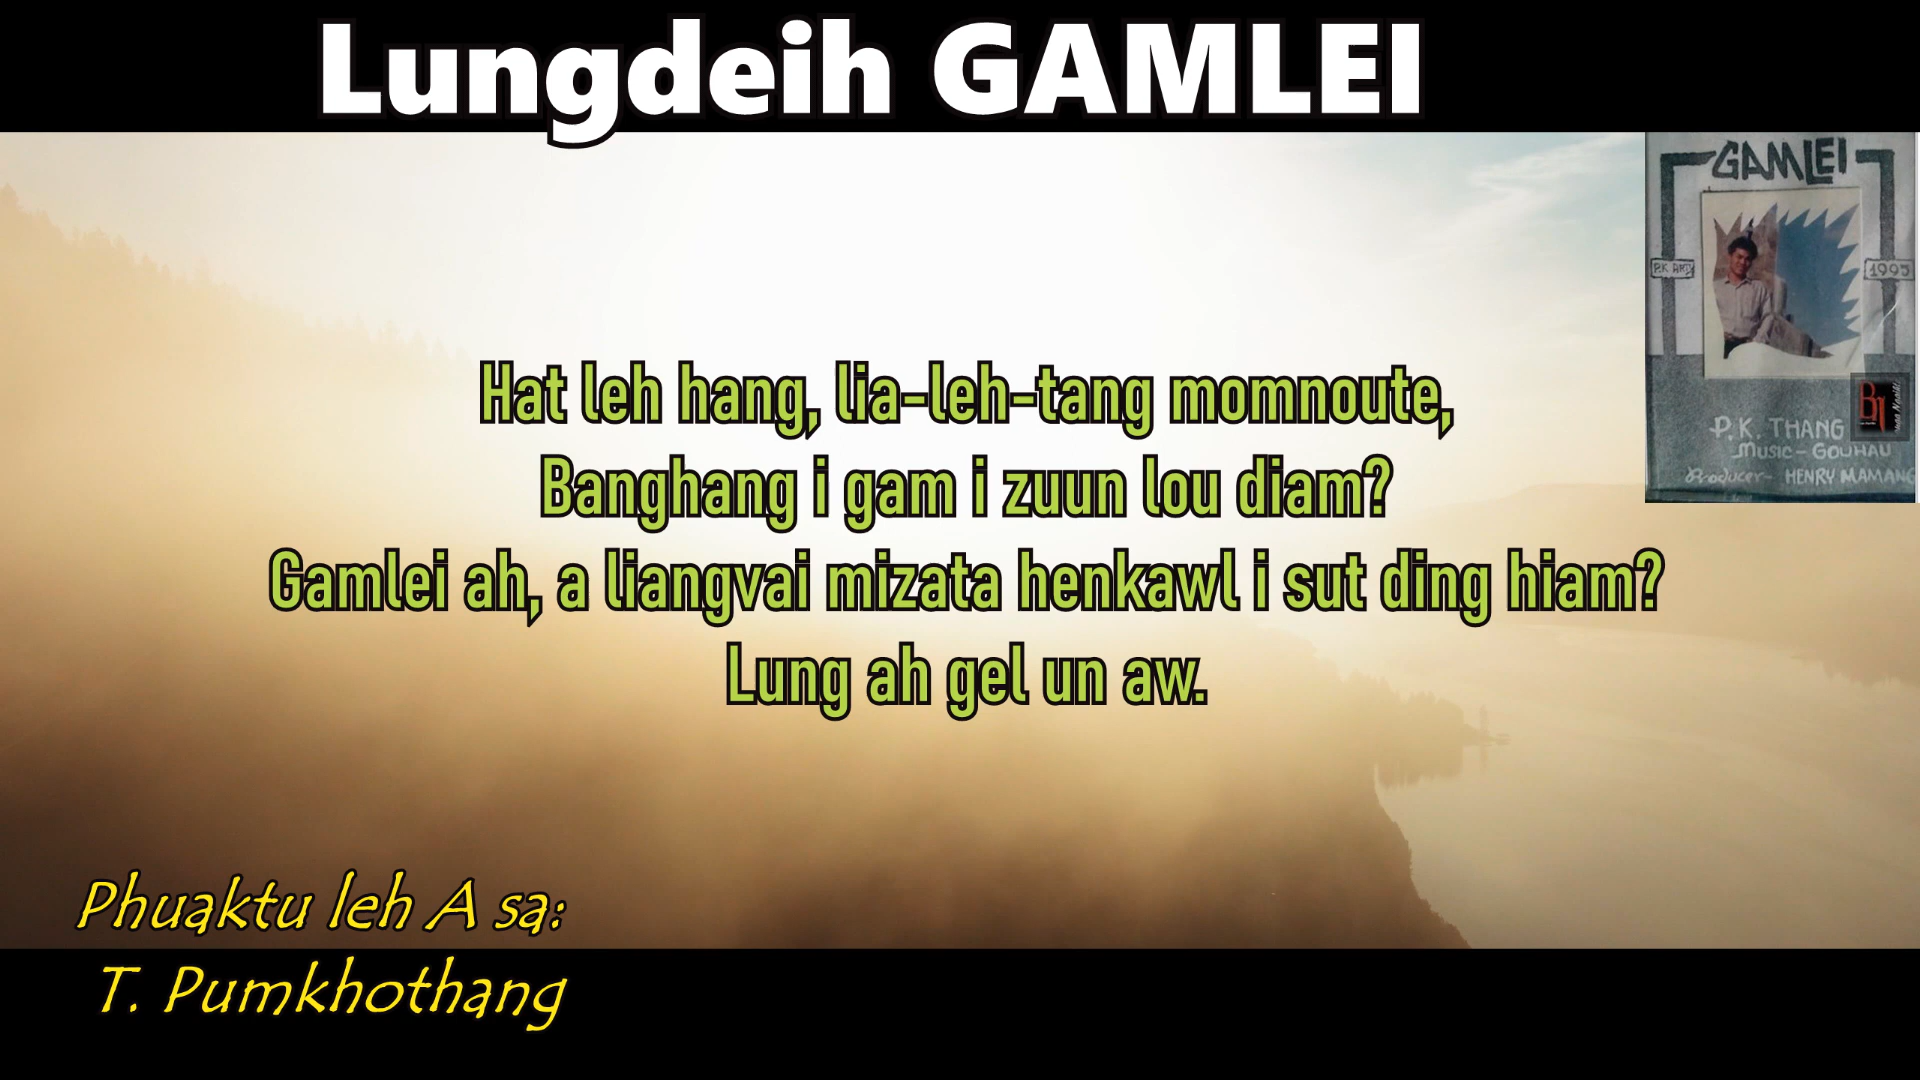 Lungdeih GAMLEI
GAMLEI
P.K ART
1995
P.K. THANG
Music - GOUHAU
Producer - HENRY MAMANG
Hat leh hang, lia-leh-tang momnoute,
Banghang i gam i zuun lou diam?
Gamlei ah, a liangvai mizata henkawl i sut ding hiam?
Lung ah gel un aw.
Phuaktu leh A sa:
T. Pumkhothang